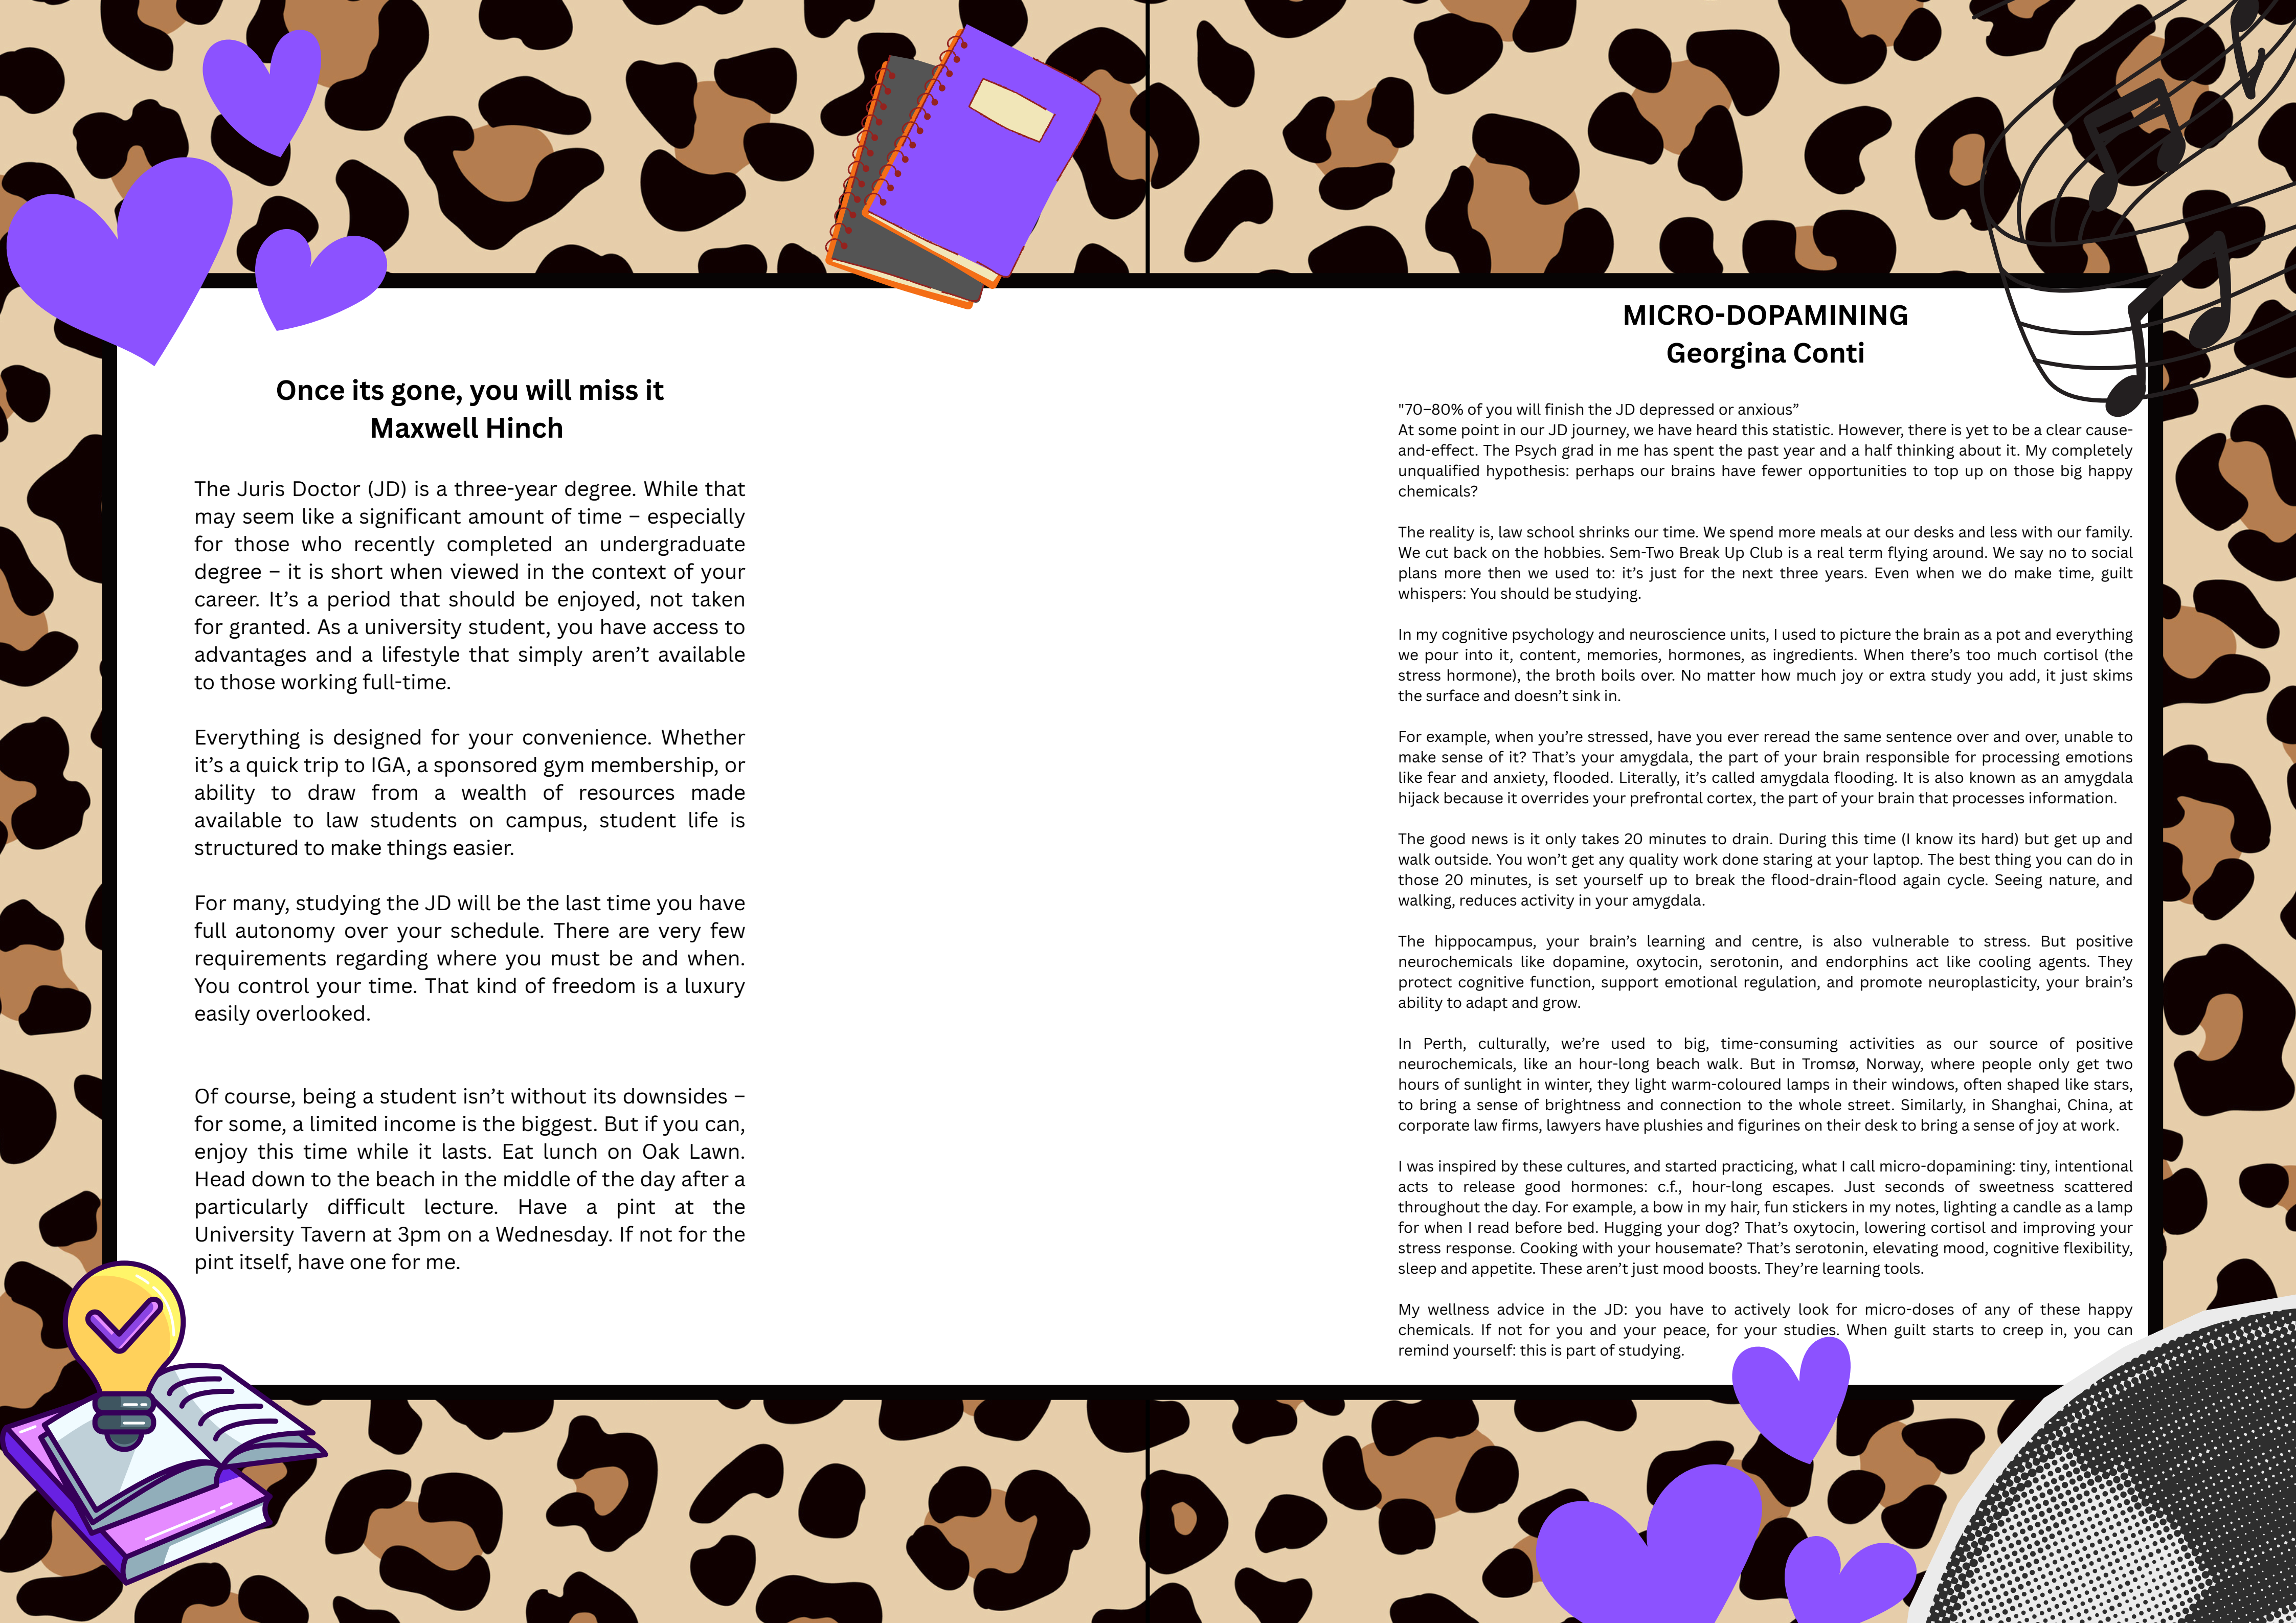 Once its gone, you will miss it
Maxwell Hinch
The Juris Doctor (JD) is a three-year degree. While that
may seem like a significant amount of time – especially
for those who recently completed an undergraduate
degree – it is short when viewed in the context of your
career. It’s a period that should be enjoyed, not taken
for granted. As a university student, you have access to
advantages and a lifestyle that simply aren’t available
to those working full-time.
Everything is designed for your convenience. Whether
it’s a quick trip to IGA, a sponsored gym membership, or
ability to draw from a wealth of resources made
available to law students on campus, student life is
structured to make things easier.
For many, studying the JD will be the last time you have
full autonomy over your schedule. There are very few
requirements regarding where you must be and when.
You control your time. That kind of freedom is a luxury
easily overlooked.
Of course, being a student isn’t without its downsides –
for some, a limited income is the biggest. But if you can,
enjoy this time while it lasts. Eat lunch on Oak Lawn.
Head down to the beach in the middle of the day after a
particularly difficult lecture. Have a pint at the
University Tavern at 3pm on a Wednesday. If not for the
pint itself, have one for me.
MICRO-DOPAMINING
Georgina Conti
"70–80% of you will finish the JD depressed or anxious”
At some point in our JD journey, we have heard this statistic. However, there is yet to be a clear cause-
and-effect. The Psych grad in me has spent the past year and a half thinking about it. My completely
unqualified hypothesis: perhaps our brains have fewer opportunities to top up on those big happy
chemicals?
The reality is, law school shrinks our time. We spend more meals at our desks and less with our family.
We cut back on the hobbies. Sem-Two Break Up Club is a real term flying around. We say no to social
plans more then we used to: it’s just for the next three years. Even when we do make time, guilt
whispers: You should be studying.
In my cognitive psychology and neuroscience units, I used to picture the brain as a pot and everything
we pour into it, content, memories, hormones, as ingredients. When there’s too much cortisol (the
stress hormone), the broth boils over. No matter how much joy or extra study you add, it just skims
the surface and doesn’t sink in.
For example, when you’re stressed, have you ever reread the same sentence over and over, unable to
make sense of it? That’s your amygdala, the part of your brain responsible for processing emotions
like fear and anxiety, flooded. Literally, it’s called amygdala flooding. It is also known as an amygdala
hijack because it overrides your prefrontal cortex, the part of your brain that processes information.
The good news is it only takes 20 minutes to drain. During this time (I know its hard) but get up and
walk outside. You won’t get any quality work done staring at your laptop. The best thing you can do in
those 20 minutes, is set yourself up to break the flood-drain-flood again cycle. Seeing nature, and
walking, reduces activity in your amygdala.
The hippocampus, your brain’s learning and centre, is also vulnerable to stress. But positive
neurochemicals like dopamine, oxytocin, serotonin, and endorphins act like cooling agents. They
protect cognitive function, support emotional regulation, and promote neuroplasticity, your brain’s
ability to adapt and grow.
In Perth, culturally, we’re used to big, time-consuming activities as our source of positive
neurochemicals, like an hour-long beach walk. But in Tromsø, Norway, where people only get two
hours of sunlight in winter, they light warm-coloured lamps in their windows, often shaped like stars,
to bring a sense of brightness and connection to the whole street. Similarly, in Shanghai, China, at
corporate law firms, lawyers have plushies and figurines on their desk to bring a sense of joy at work.
I was inspired by these cultures, and started practicing, what I call micro-dopamining: tiny, intentional
acts to release good hormones: c.f., hour-long escapes. Just seconds of sweetness scattered
throughout the day. For example, a bow in my hair, fun stickers in my notes, lighting a candle as a lamp
for when I read before bed. Hugging your dog? That’s oxytocin, lowering cortisol and improving your
stress response. Cooking with your housemate? That’s serotonin, elevating mood, cognitive flexibility,
sleep and appetite. These aren’t just mood boosts. They’re learning tools.
My wellness advice in the JD: you have to actively look for micro-doses of any of these happy
chemicals. If not for you and your peace, for your studies. When guilt starts to creep in, you can
remind yourself: this is part of studying.